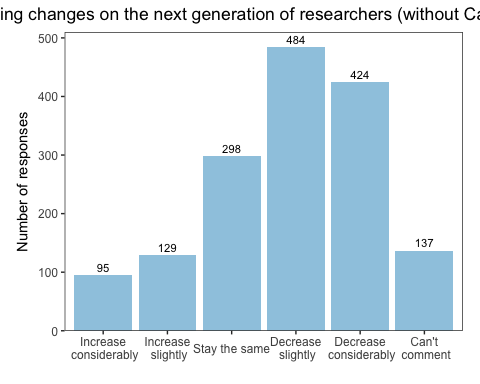 ing changes on the next generation of researchers (without Ca
Number of responses
500
400
300
200
100
0
95
129
298
484
424
137
Increase
considerably
Increase
slightly
Stay the same
Decrease
slightly
Decrease
considerably
Can't
comment